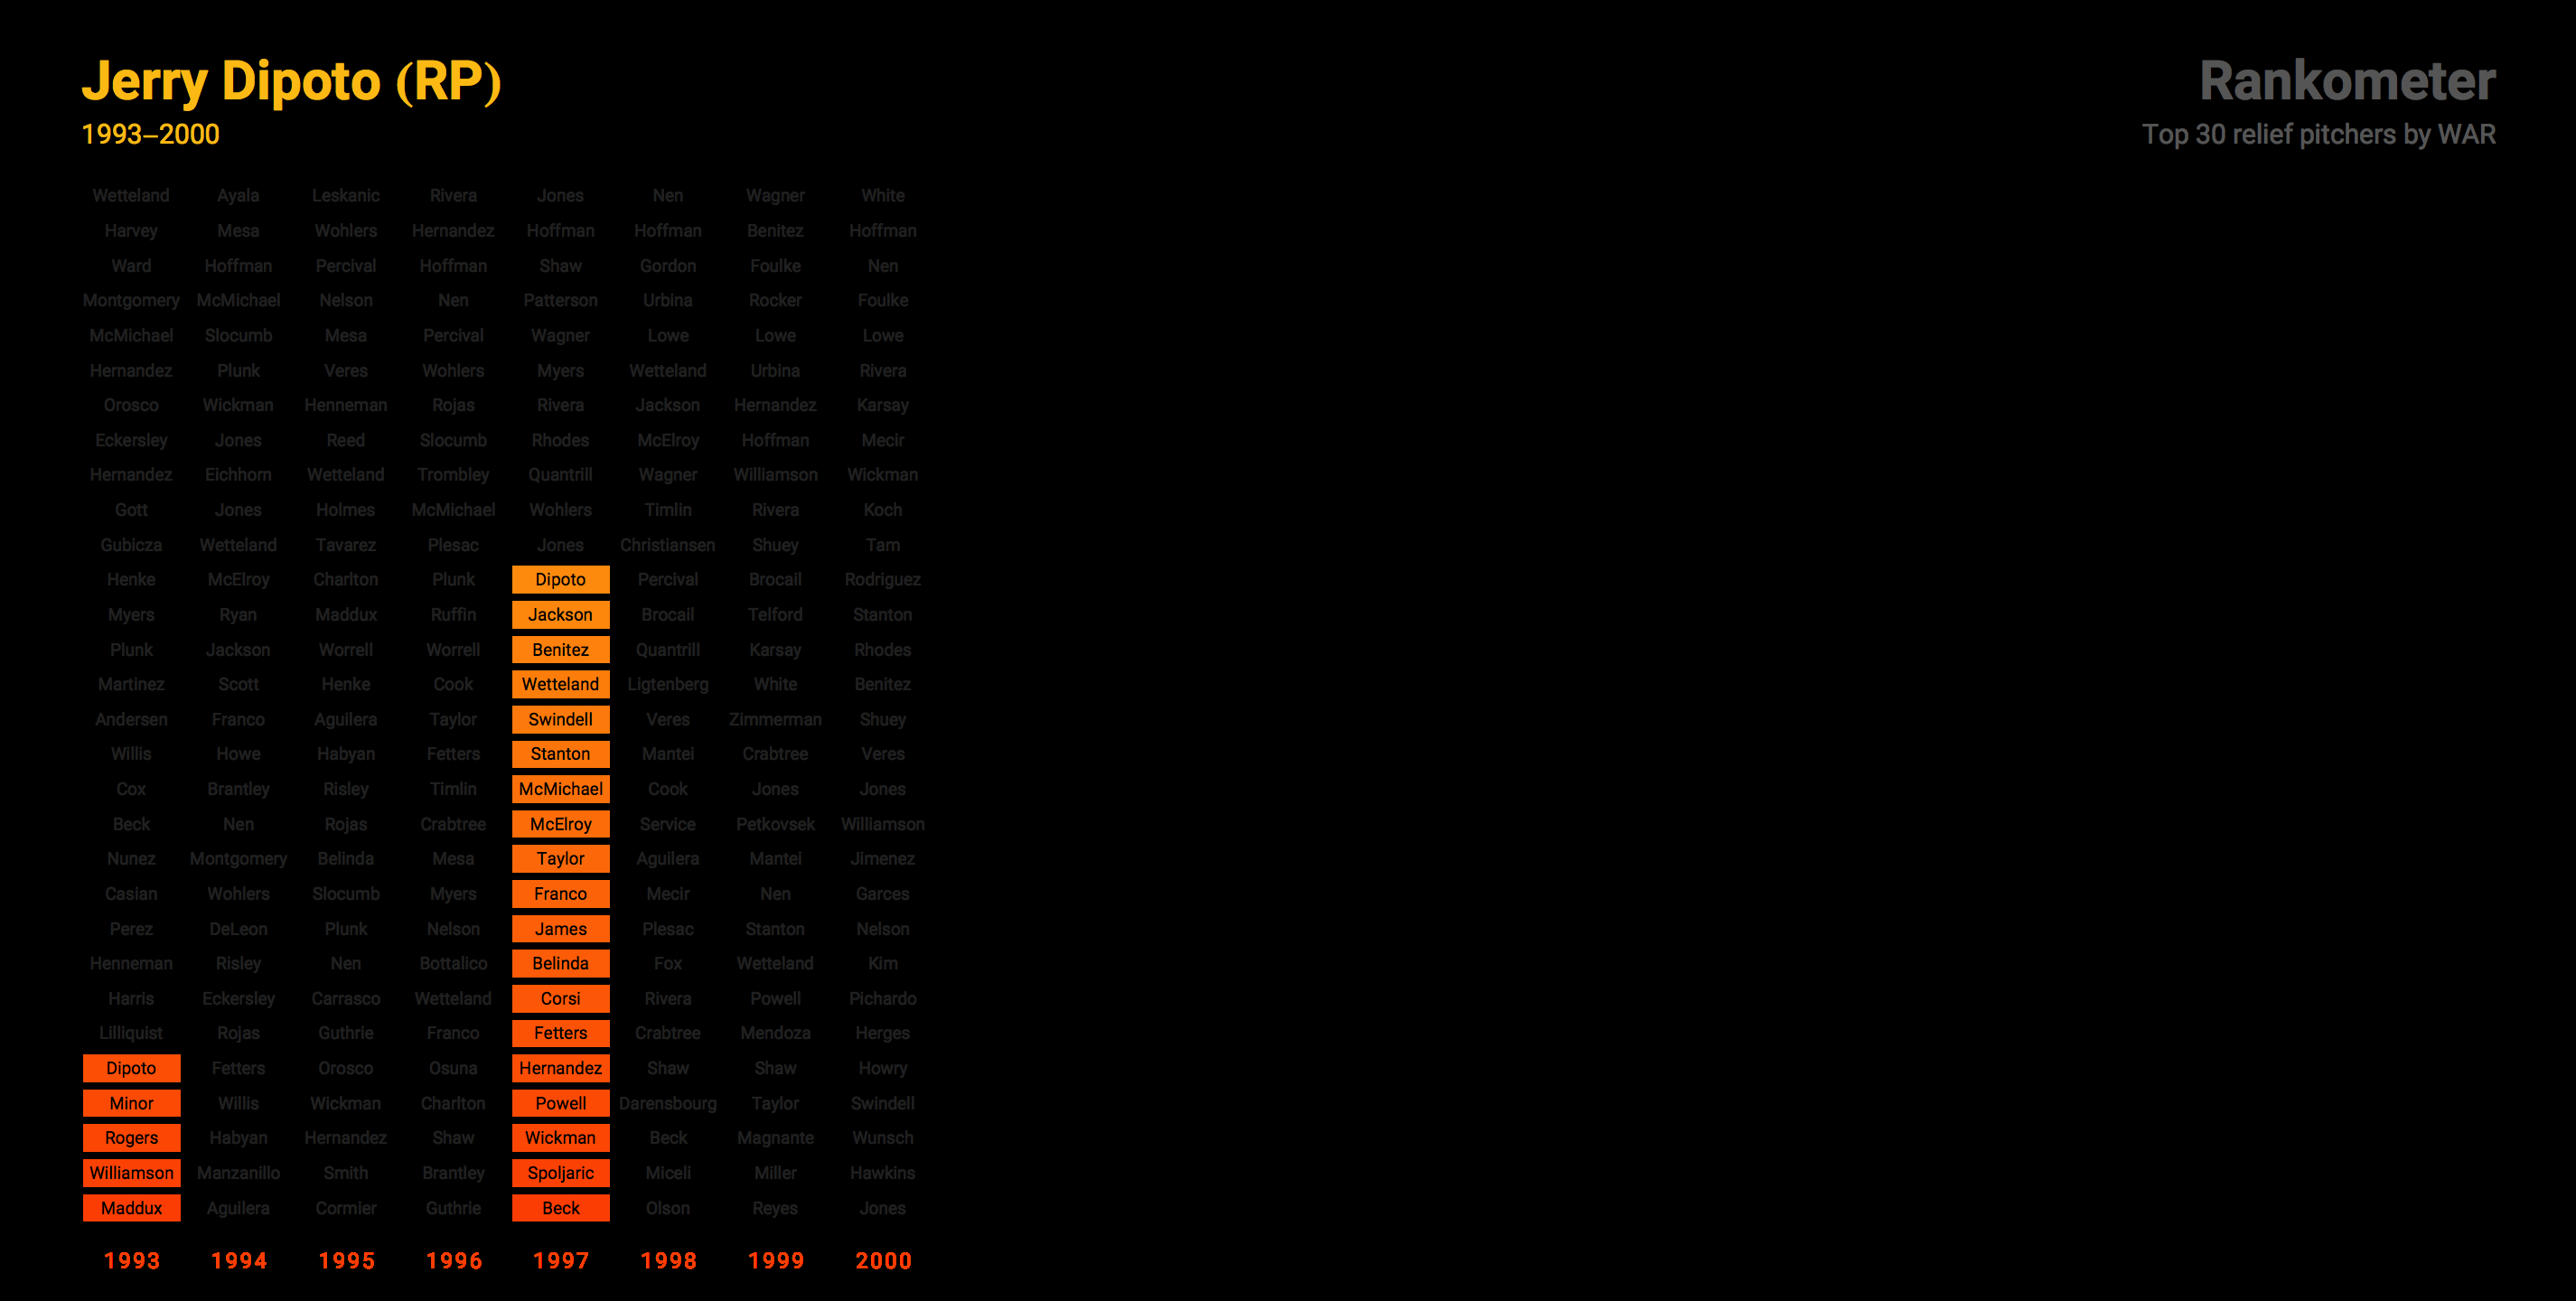 Jerry Dipoto (RP)
1993–2000
Rankometer
Top 30 relief pitchers by WAR
Wetteland Ayala Leskanic Rivera Jones Nen Wagner White
Harvey Mesa Wohlers Hernandez Hoffman Hoffman Benitez Hoffman
Ward Hoffman Percival Hoffman Shaw Gordon Foulke Nen
Montgomery McMichael Nelson Nen Patterson Urbina Rocker Foulke
McMichael Slocumb Mesa Percival Wagner Lowe Lowe Lowe
Hernandez Plunk Veres Wohlers Myers Wetteland Urbina Rivera
Orosco Wickman Henneman Rojas Rivera Jackson Hernandez Karsay
Eckersley Jones Reed Slocumb Rhodes McElroy Hoffman Mecir
Hernandez Eichhorn Wetteland Trombley Quantrill Wagner Williamson Wickman
Gott Jones Holmes McMichael Wohlers Timlin Rivera Koch
Gubicza Wetteland Tavarez Plesac Jones Christiansen Shuey Tam
Henke McElroy Charlton Plunk Dipoto Percival Brocail Rodriguez
Myers Ryan Maddux Ruffin Jackson Brocail Telford Stanton
Plunk Jackson Worrell Worrell Benitez Quantrill Karsay Rhodes
Martinez Scott Henke Cook Wetteland Ligtenberg White Benitez
Andersen Franco Aguilera Taylor Swindell Veres Zimmerman Shuey
Willis Howe Habyan Fetters Stanton Mantei Crabtree Veres
Cox Brantley Risley Timlin McMichael Cook Jones Jones
Beck Nen Rojas Crabtree McElroy Service Petkovsek Williamson
Nunez Montgomery Belinda Mesa Taylor Aguilera Mantei Jimenez
Casian Wohlers Slocumb Myers Franco Mecir Nen Garces
Perez DeLeon Plunk Nelson James Plesac Stanton Nelson
Henneman Risley Nen Bottalico Belinda Fox Wetteland Kim
Harris Eckersley Carrasco Wetteland Corsi Rivera Powell Pichardo
Lilliquist Rojas Guthrie Franco Fetters Crabtree Mendoza Herges
Dipoto Fetters Orosco Osuna Hernandez Shaw Shaw Howry
Minor Willis Wickman Charlton Powell Darensbourg Taylor Swindell
Rogers Habyan Hernandez Shaw Wickman Beck Magnante Wunsch
Williamson Manzanillo Smith Brantley Spoljaric Miceli Miller Hawkins
Maddux Aguilera Cormier Guthrie Beck Olson Reyes Jones
1993 1994 1995 1996 1997 1998 1999 2000